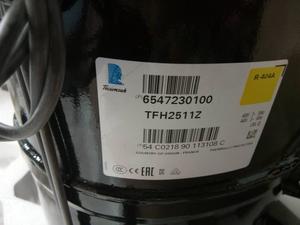 Tecumseh
R-404A
6547230100
TFH2511Z
54 C0218 90 113108 C
COUNTRY OF ORIGIN : FRANCE